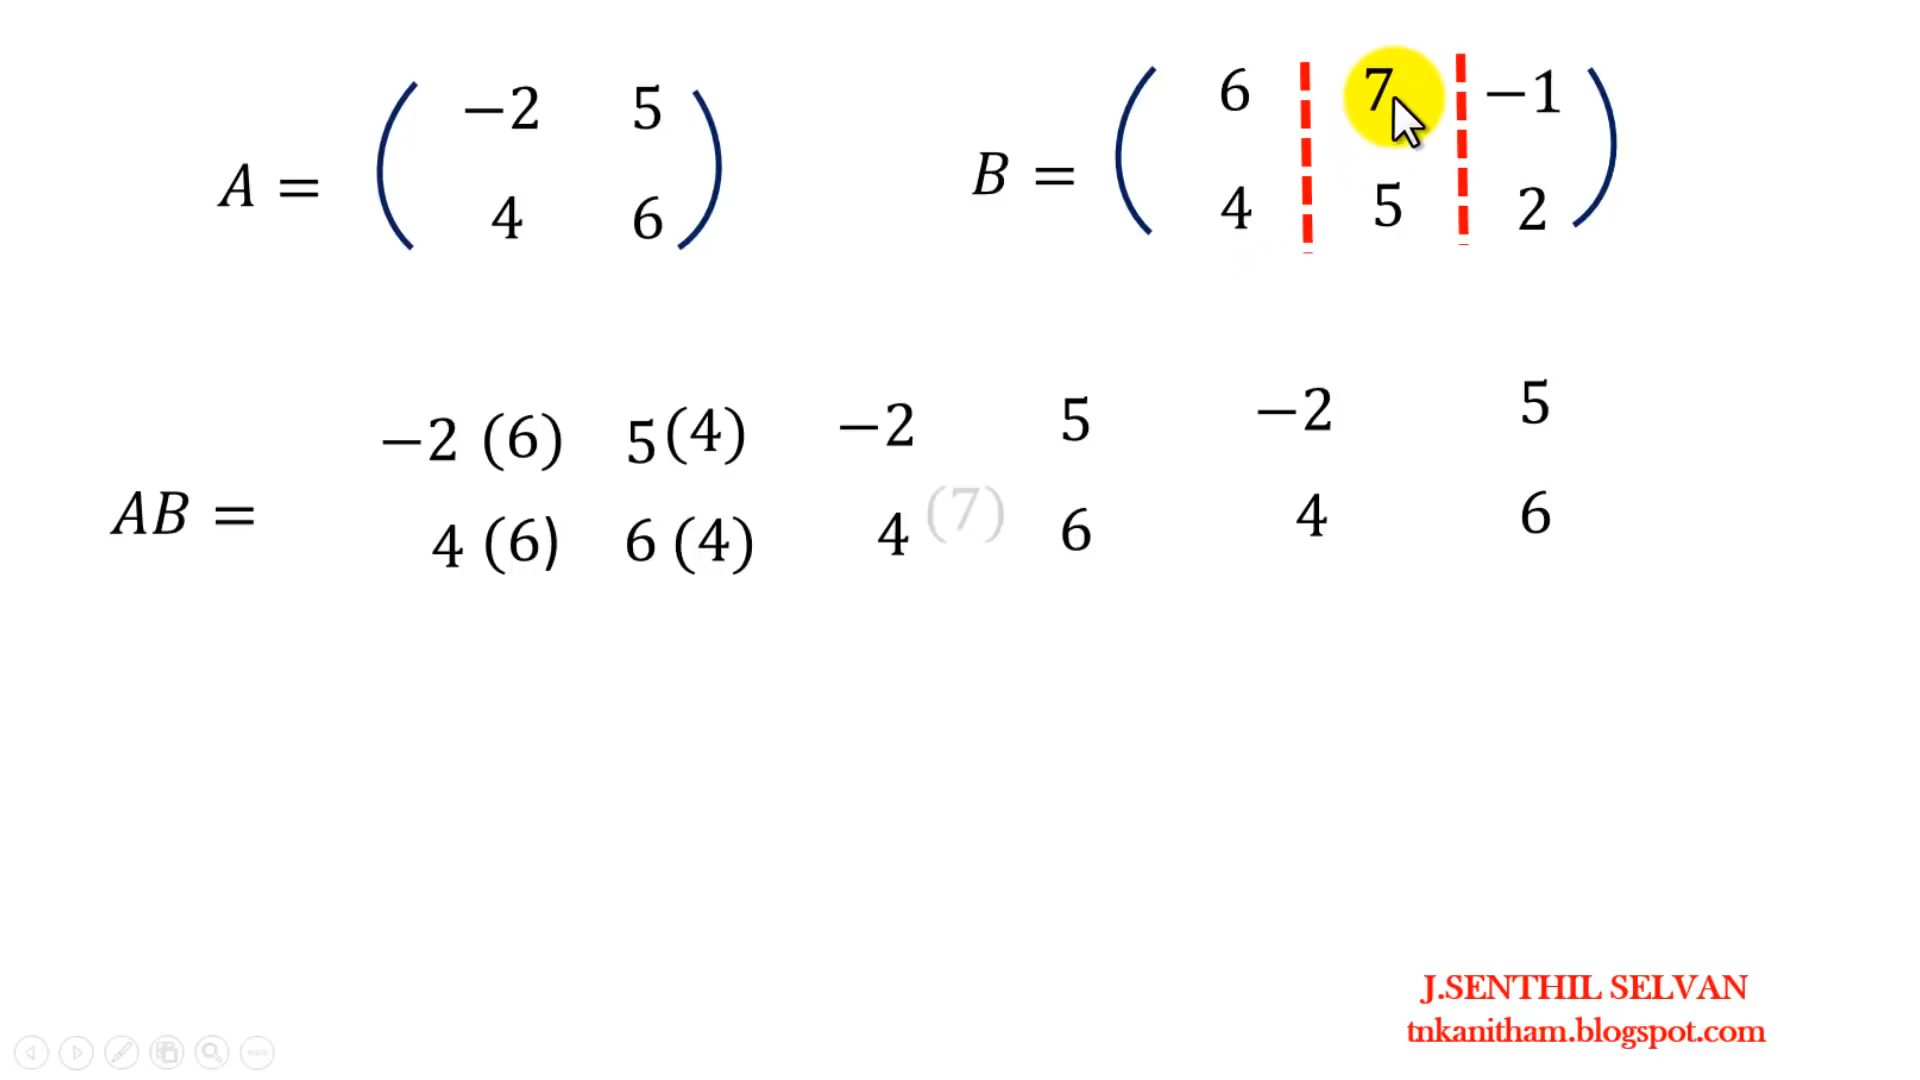 A = ( −2 5
4 6 )
B = ( 6 7 −1
4 5 2 )
−2 (6) 5 (4) −2 5 −2 5
AB =
4 (6) 6 (4) 4 (7) 6 4 6
J.SENTHIL SELVAN
tnkanitham.blogspot.com